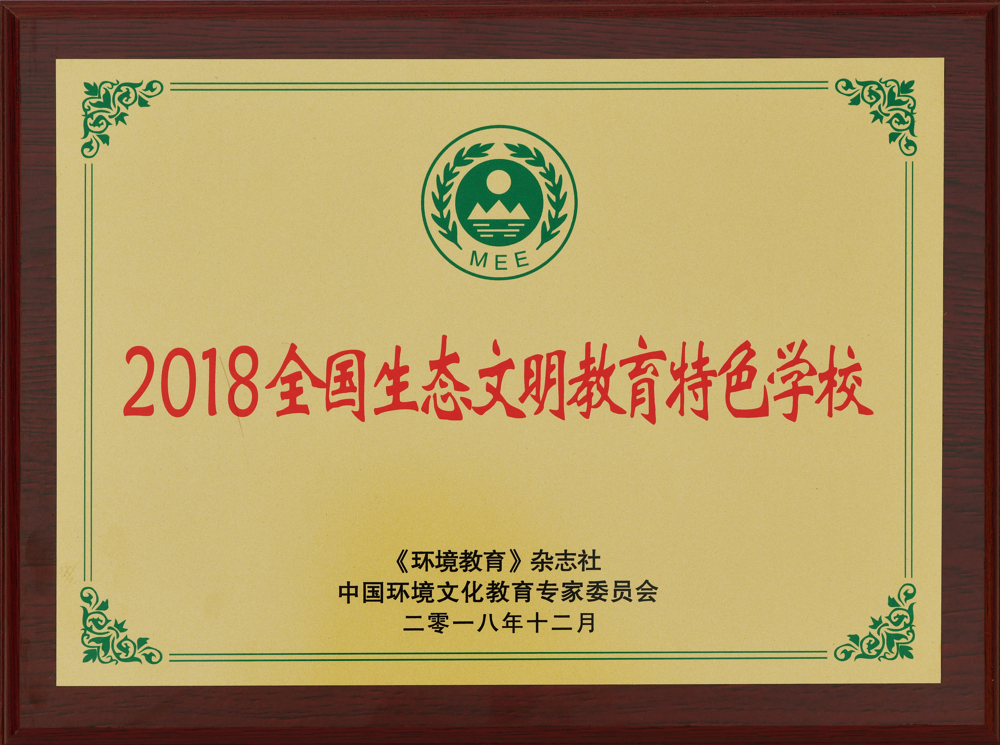 MEE
2018全国生态文明教育特色学校
《环境教育》杂志社
中国环境文化教育专家委员会
二零一八年十二月